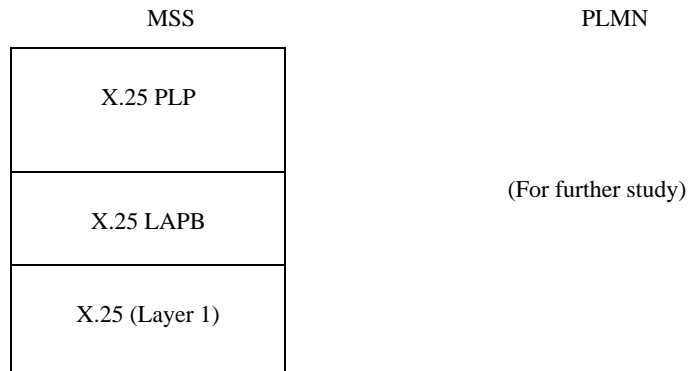 MSS
PLMN
X.25 PLP
(For further study)
X.25 LAPB
X.25 (Layer 1)